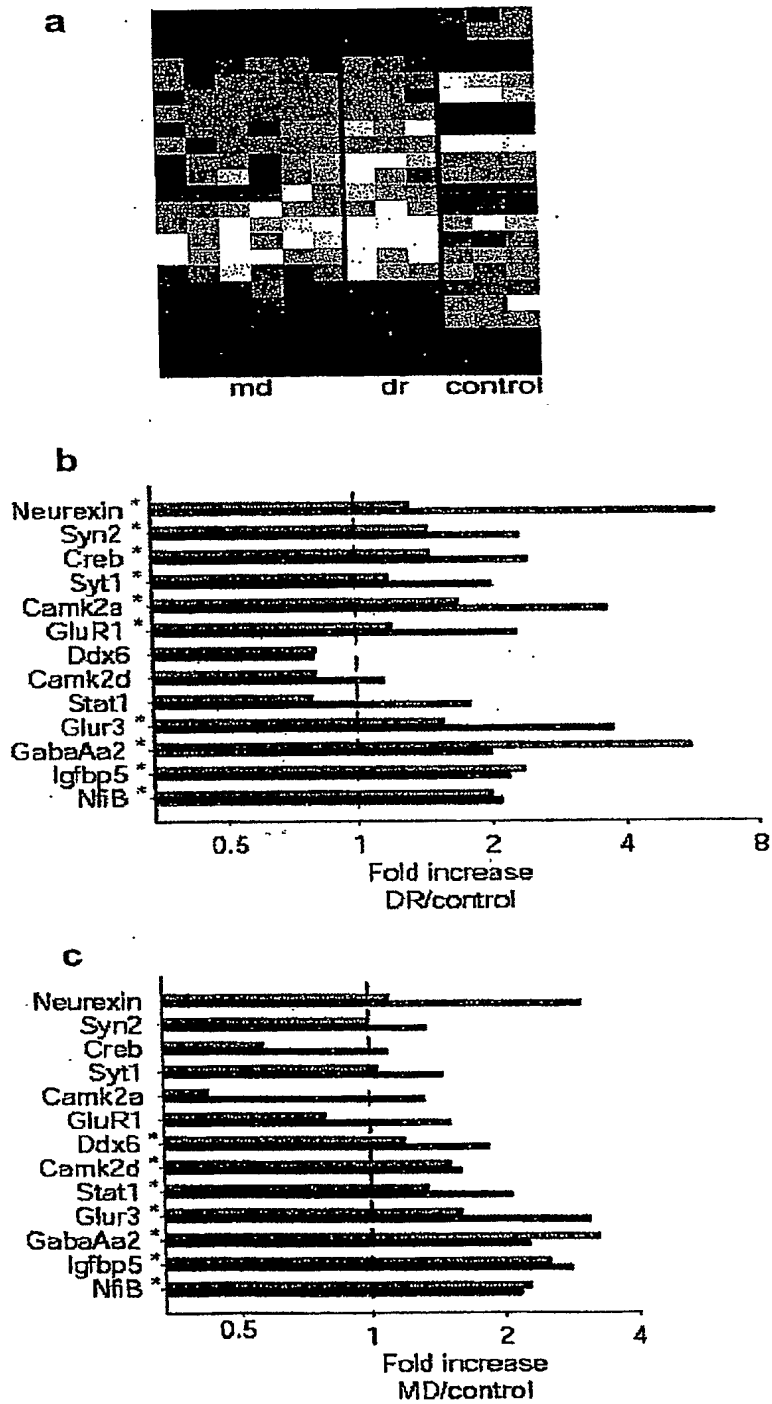 a
md dr control
b
Neurexin *
Syn2 *
Creb *
Syt1 *
Camk2a *
GluR1 *
Ddx6
Camk2d
Stat1
Glur3 *
GabaAa2 *
Igfbp5 *
NfiB *
0.5 1 2 4 8
Fold increase
DR/control
c
Neurexin
Syn2
Creb
Syt1
Camk2a
GluR1
Ddx6 *
Camk2d *
Stat1 *
Glur3 *
GabaAa2 *
Igfbp5 *
NfiB *
0.5 1 2 4
Fold increase
MD/control